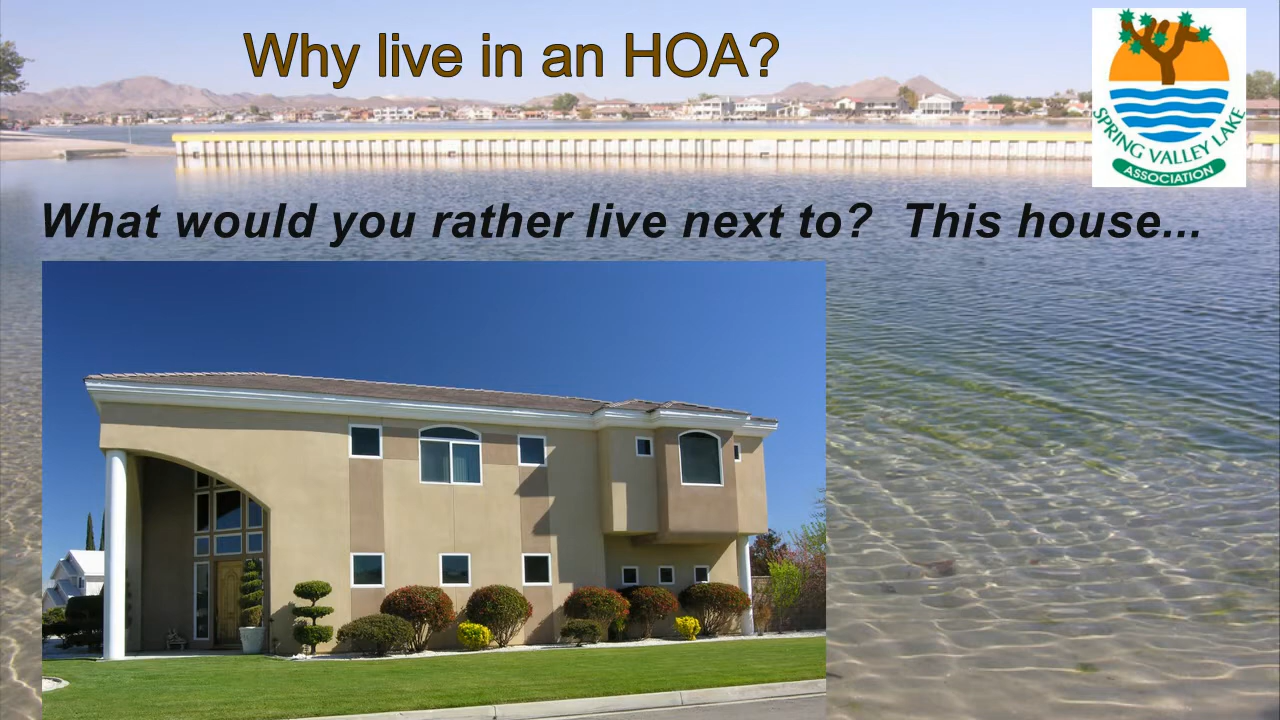 Why live in an HOA?
SPRING VALLEY LAKE
ASSOCIATION
What would you rather live next to?  This house...